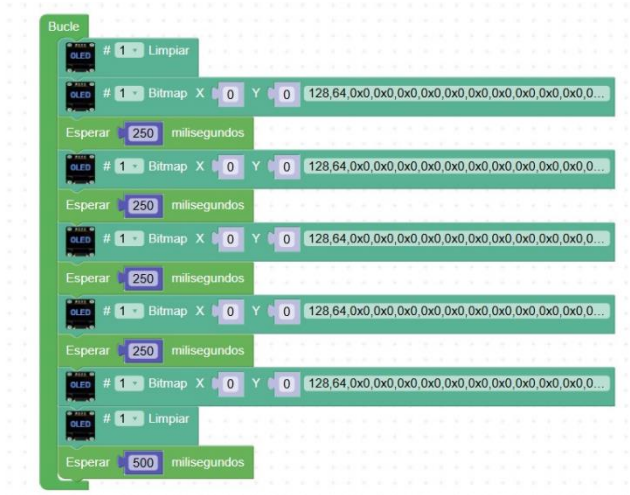 Bucle
OLED # 1 Limpiar
OLED # 1 Bitmap X 0 Y 0 128,64,0x0,0x0,0x0,0x0,0x0,0x0,0x0,0x0,0x0,0x0,0...
Esperar 250 milisegundos
OLED # 1 Bitmap X 0 Y 0 128,64,0x0,0x0,0x0,0x0,0x0,0x0,0x0,0x0,0x0,0x0,0...
Esperar 250 milisegundos
OLED # 1 Bitmap X 0 Y 0 128,64,0x0,0x0,0x0,0x0,0x0,0x0,0x0,0x0,0x0,0x0,0...
Esperar 250 milisegundos
OLED # 1 Bitmap X 0 Y 0 128,64,0x0,0x0,0x0,0x0,0x0,0x0,0x0,0x0,0x0,0x0,0...
Esperar 250 milisegundos
OLED # 1 Bitmap X 0 Y 0 128,64,0x0,0x0,0x0,0x0,0x0,0x0,0x0,0x0,0x0,0x0,0...
OLED # 1 Limpiar
Esperar 500 milisegundos